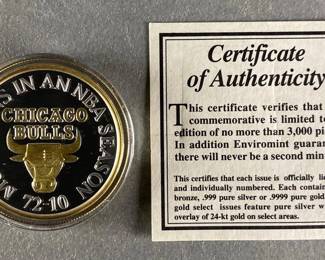 S IN AN NBA SEASON
MO
CHICAGO
BULLS
72-10
Certificate
of Authenticity
This certificate verifies that
commemorative is limited to
edition of no more than 3,000 pi
In addition Enviromint guaran
there will never be a second min
This certifies that each issue is officially lic
and individually numbered. Each contain
bronze, .999 pure silver or .9999 pure gold
gold select issues feature pure silver w
overlay of 24-kt gold on select areas.